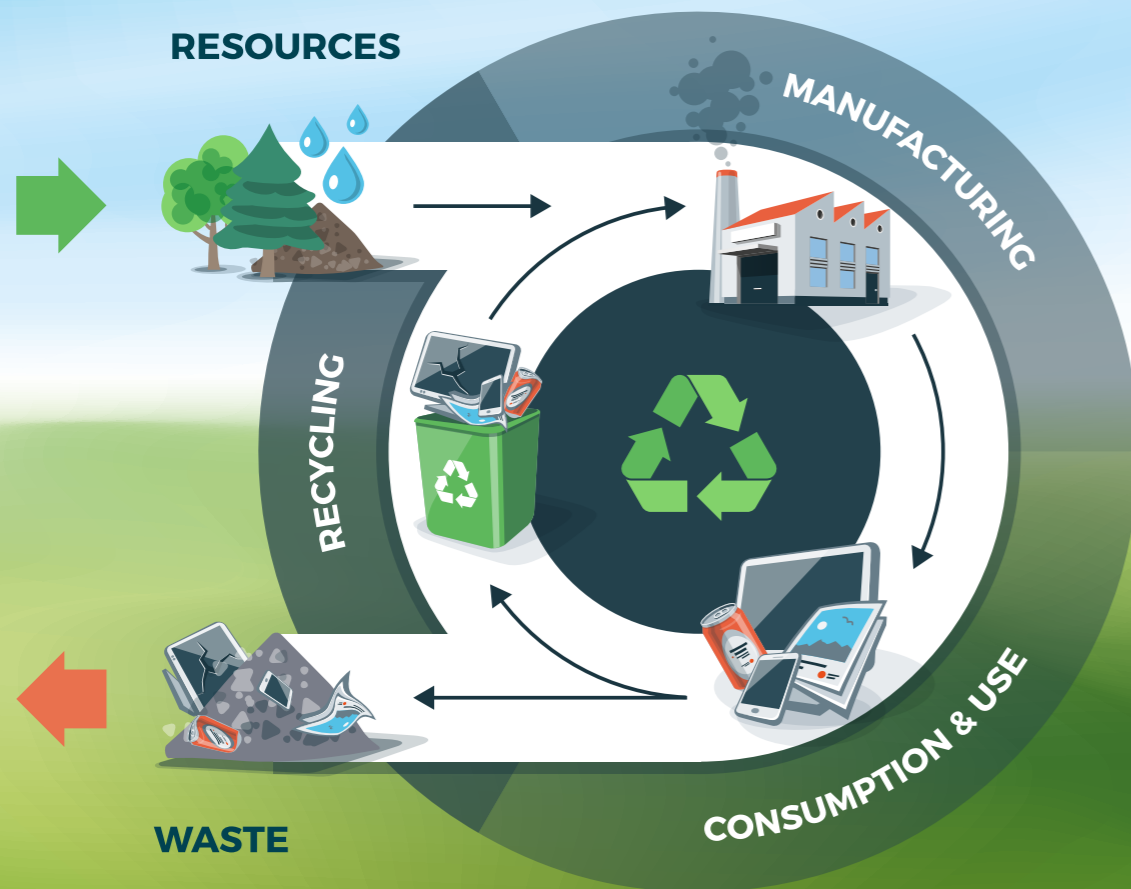 RESOURCES
MANUFACTURING
RECYCLING
CONSUMPTION & USE
WASTE